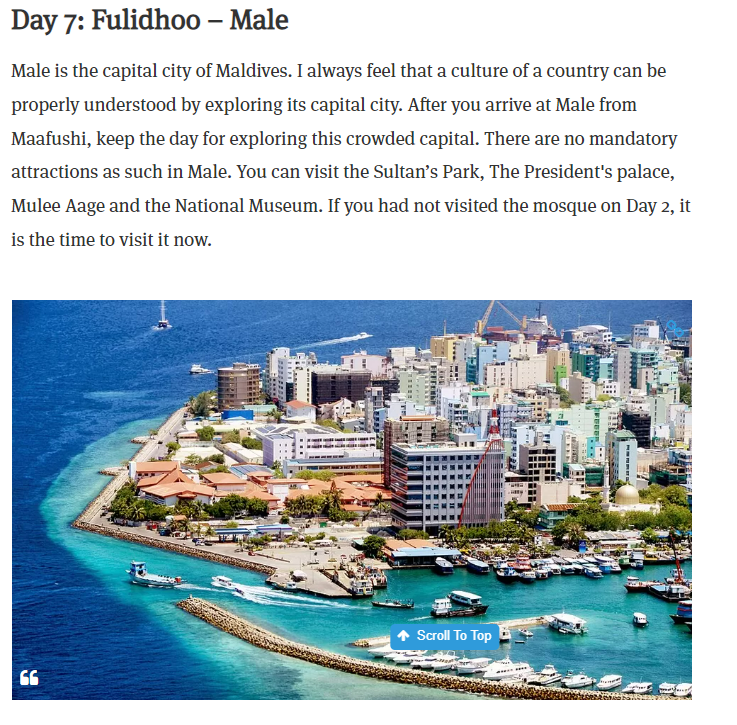 Day 7: Fulidhoo – Male
Male is the capital city of Maldives. I always feel that a culture of a country can be
properly understood by exploring its capital city. After you arrive at Male from
Maafushi, keep the day for exploring this crowded capital. There are no mandatory
attractions as such in Male. You can visit the Sultan’s Park, The President's palace,
Mulee Aage and the National Museum. If you had not visited the mosque on Day 2, it
is the time to visit it now.
Scroll To Top